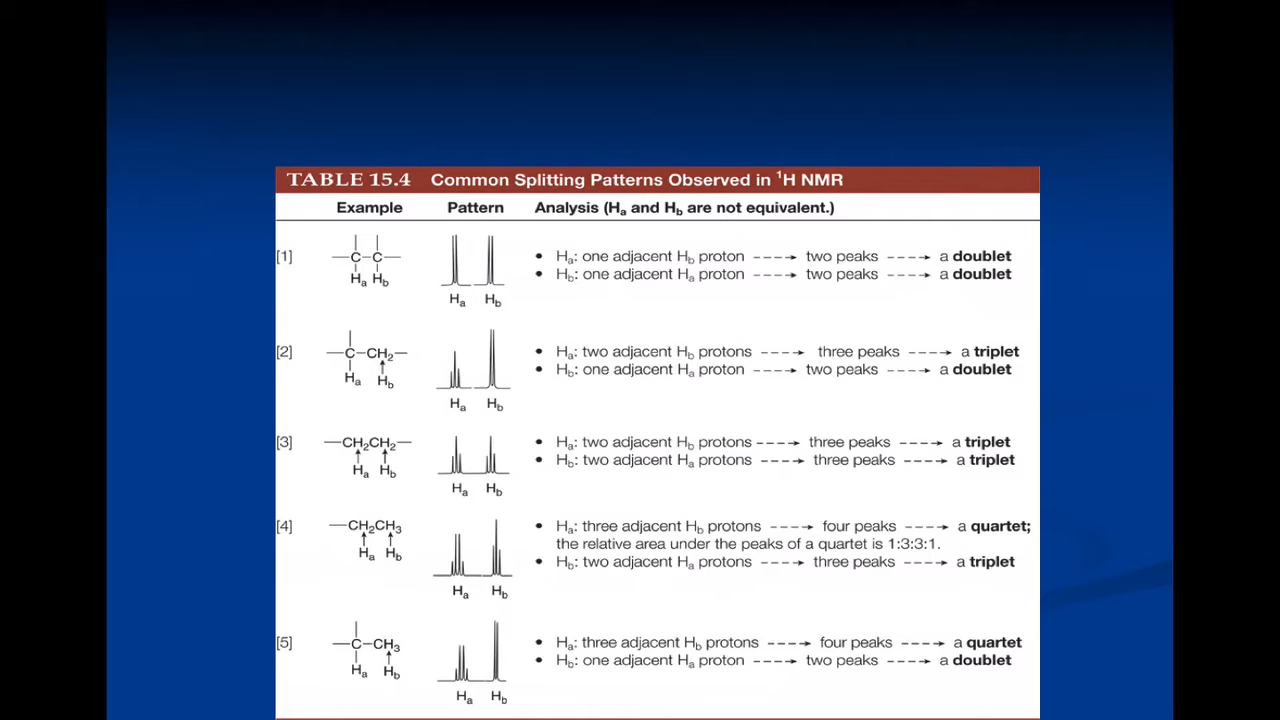 TABLE 15.4 Common Splitting Patterns Observed in ¹H NMR
Example Pattern Analysis (Hₐ and H_b are not equivalent.)
[1] —C—C— • Hₐ: one adjacent H_b proton ----→ two peaks ----→ a doublet
Hₐ H_b • H_b: one adjacent Hₐ proton ----→ two peaks ----→ a doublet
Hₐ H_b
[2] —C—CH₂— • Hₐ: two adjacent H_b protons ----→ three peaks ----→ a triplet
Hₐ H_b • H_b: one adjacent Hₐ proton ----→ two peaks ----→ a doublet
Hₐ H_b
[3] —CH₂CH₂— • Hₐ: two adjacent H_b protons ----→ three peaks ----→ a triplet
Hₐ H_b • H_b: two adjacent Hₐ protons ----→ three peaks ----→ a triplet
Hₐ H_b
[4] —CH₂CH₃ • Hₐ: three adjacent H_b protons ----→ four peaks ----→ a quartet;
the relative area under the peaks of a quartet is 1:3:3:1.
Hₐ H_b • H_b: two adjacent Hₐ protons ----→ three peaks ----→ a triplet
Hₐ H_b
[5] —C—CH₃ • Hₐ: three adjacent H_b protons ----→ four peaks ----→ a quartet
Hₐ H_b • H_b: one adjacent Hₐ proton ----→ two peaks ----→ a doublet
Hₐ H_b